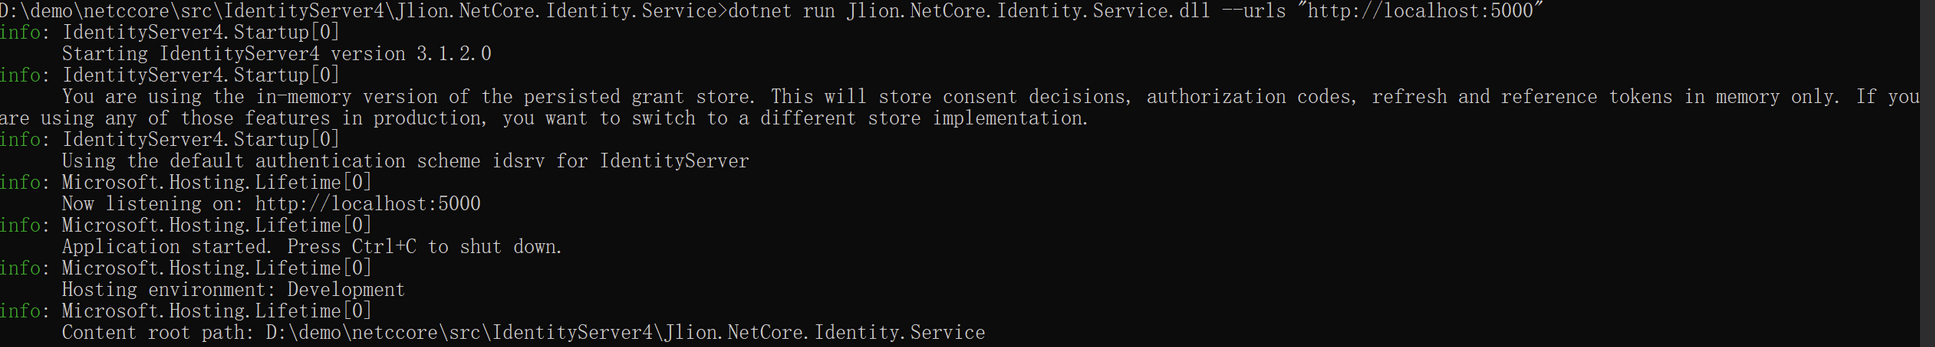 D:\demo\netccore\src\IdentityServer4\Jlion.NetCore.Identity.Service>dotnet run Jlion.NetCore.Identity.Service.dll --urls "http://localhost:5000"
info: IdentityServer4.Startup[0]
Starting IdentityServer4 version 3.1.2.0
info: IdentityServer4.Startup[0]
You are using the in-memory version of the persisted grant store. This will store consent decisions, authorization codes, refresh and reference tokens in memory only. If you
are using any of those features in production, you want to switch to a different store implementation.
info: IdentityServer4.Startup[0]
Using the default authentication scheme idsrv for IdentityServer
info: Microsoft.Hosting.Lifetime[0]
Now listening on: http://localhost:5000
info: Microsoft.Hosting.Lifetime[0]
Application started. Press Ctrl+C to shut down.
info: Microsoft.Hosting.Lifetime[0]
Hosting environment: Development
info: Microsoft.Hosting.Lifetime[0]
Content root path: D:\demo\netccore\src\IdentityServer4\Jlion.NetCore.Identity.Service